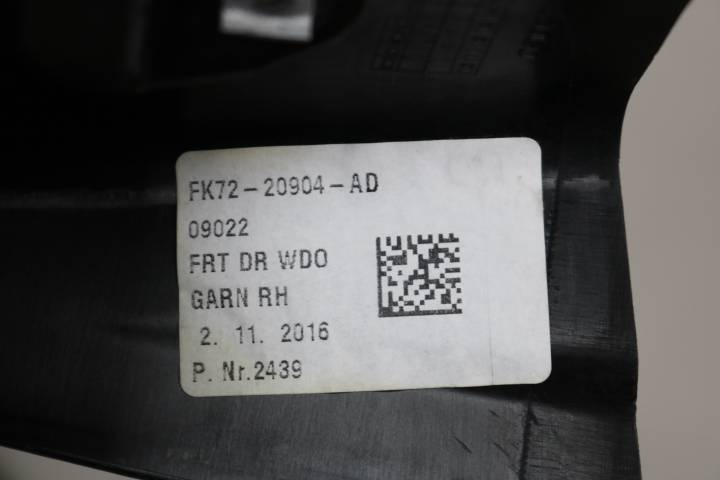 FK72-20904-AD
09022
FRT DR WDO
GARN RH
2. 11. 2016
P. Nr.2439